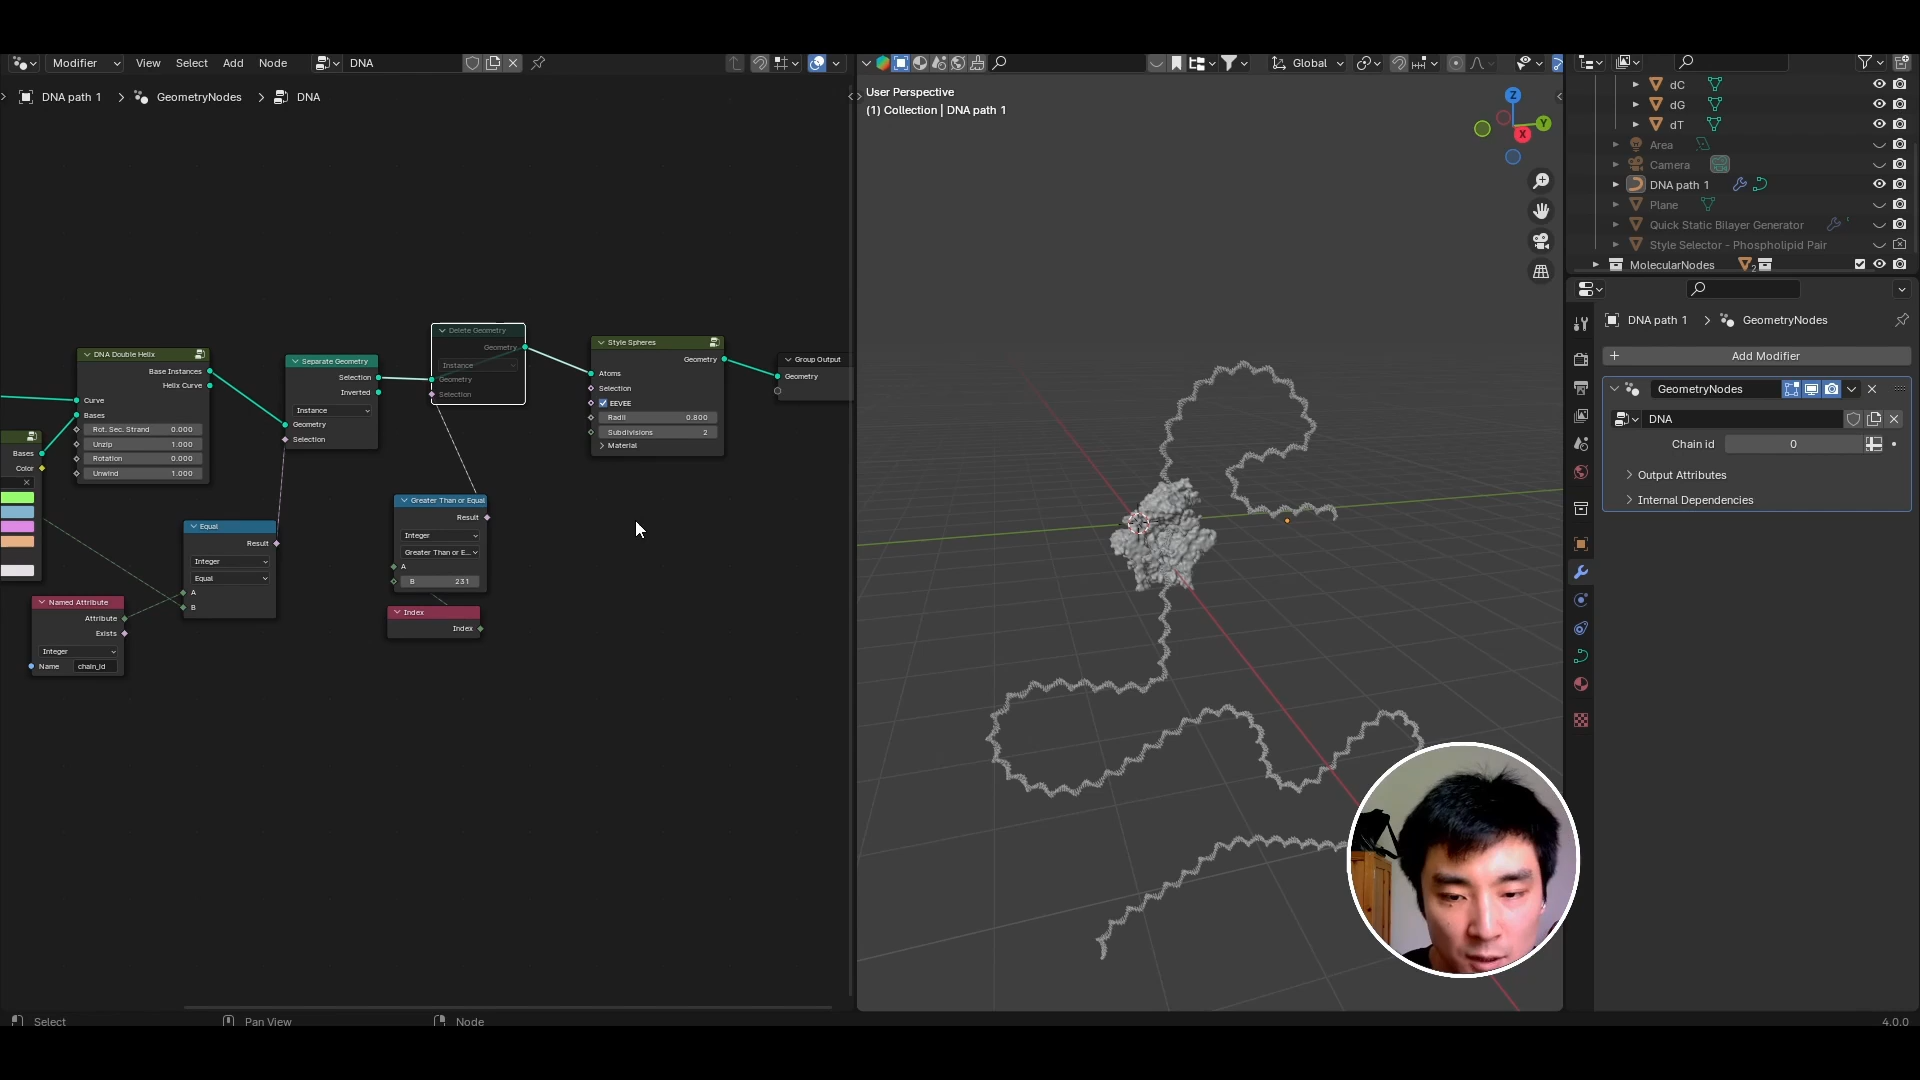 Modifier View Select Add Node DNA
Global
DNA path 1 GeometryNodes DNA
User Perspective
(1) Collection | DNA path 1
Z
Y
X
dC
dG
dT
Area
Camera
DNA path 1
Plane
Quick Static Bilayer Generator
Style Selector - Phospholipid Pair
MolecularNodes 2
DNA path 1 GeometryNodes
Add Modifier
GeometryNodes
DNA
Chain id 0
Output Attributes
Internal Dependencies
DNA Double Helix
Base Instances
Helix Curve
Curve
Bases
Rot. Sec. Strand 0.000
Unzip 1.000
Rotation 0.000
Unwind 1.000
Bases
Color
Separate Geometry
Selection
Inverted
Instance
Geometry
Selection
Delete Geometry
Geometry
Instance
Geometry
Selection
Style Spheres
Geometry
Atoms
Selection
EEVEE
Radii 0.800
Subdivisions 2
Material
Group Output
Geometry
Equal
Result
Integer
Equal
A
B
Named Attribute
Attribute
Exists
Integer
Name chain_id
Greater Than or Equal
Result
Integer
Greater Than or E...
A
B 231
Index
Index
Select Pan View Node 4.0.0